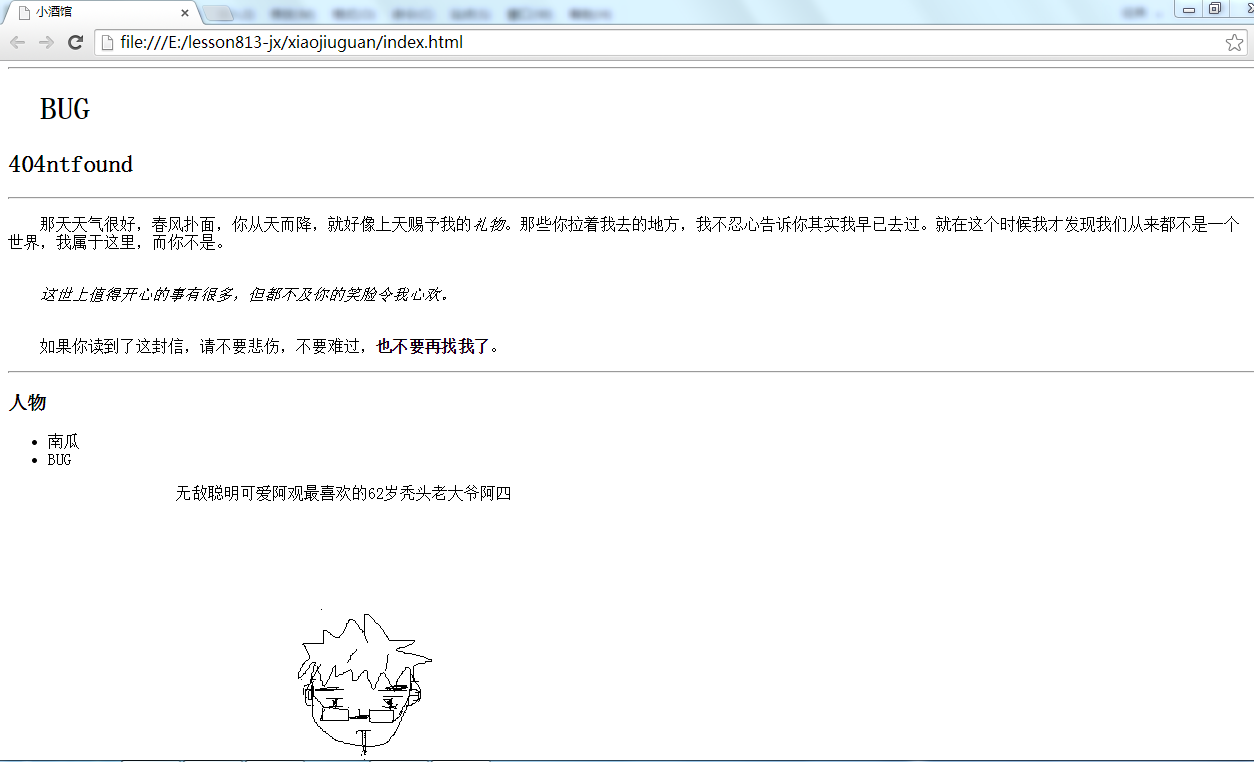 小酒馆
file:///E:/lesson813-jx/xiaojiuguan/index.html
BUG
404ntfound
那天天气很好，春风扑面，你从天而降，就好像上天赐予我的礼物。那些你拉着我去的地方，我不忍心告诉你其实我早已去过。就在这个时候我才发现我们从来都不是一个
世界，我属于这里，而你不是。
这世上值得开心的事有很多，但都不及你的笑脸令我心欢。
如果你读到了这封信，请不要悲伤，不要难过，也不要再找我了。
人物
南瓜
BUG
无敌聪明可爱阿观最喜欢的62岁秃头老大爷阿四